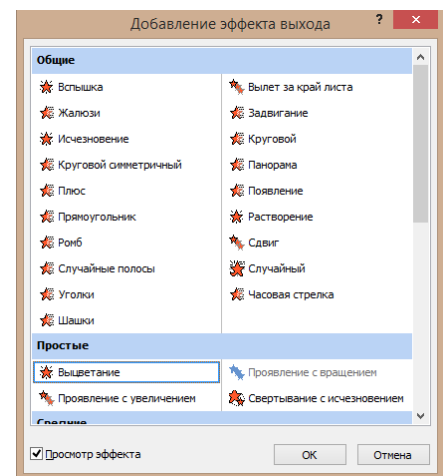 Добавление эффекта выхода ? ×
Общие
Вспышка Вылет за край листа
Жалюзи Задвигание
Исчезновение Круговой
Круговой симметричный Панорама
Плюс Появление
Прямоугольник Растворение
Ромб Сдвиг
Случайные полосы Случайный
Уголки Часовая стрелка
Шашки
Простые
Выцветание Проявление с вращением
Проявление с увеличением Свертывание с исчезновением
Средние
Просмотр эффекта ОК Отмена